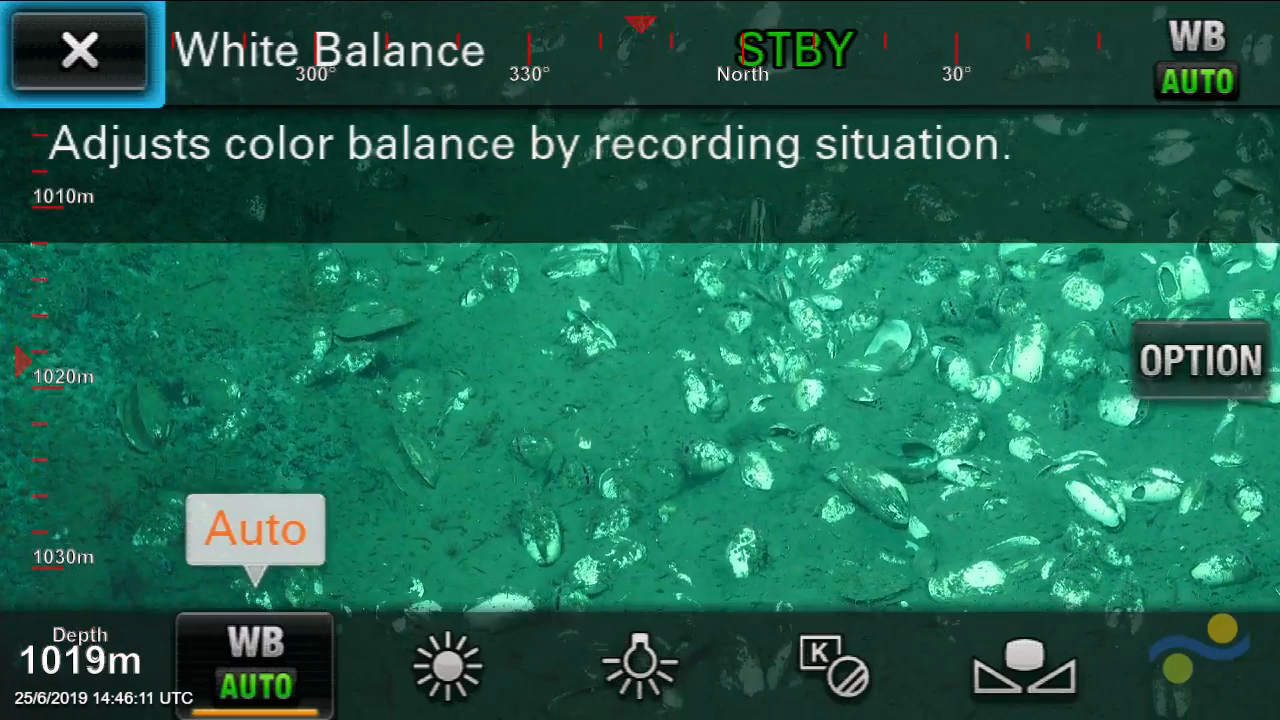 White Balance
STBY
WB
AUTO
300°
330°
North
30°
Adjusts color balance by recording situation.
1010m
1020m
OPTION
Auto
1030m
Depth
1019m
25/6/2019 14:46:11 UTC
WB
AUTO
K